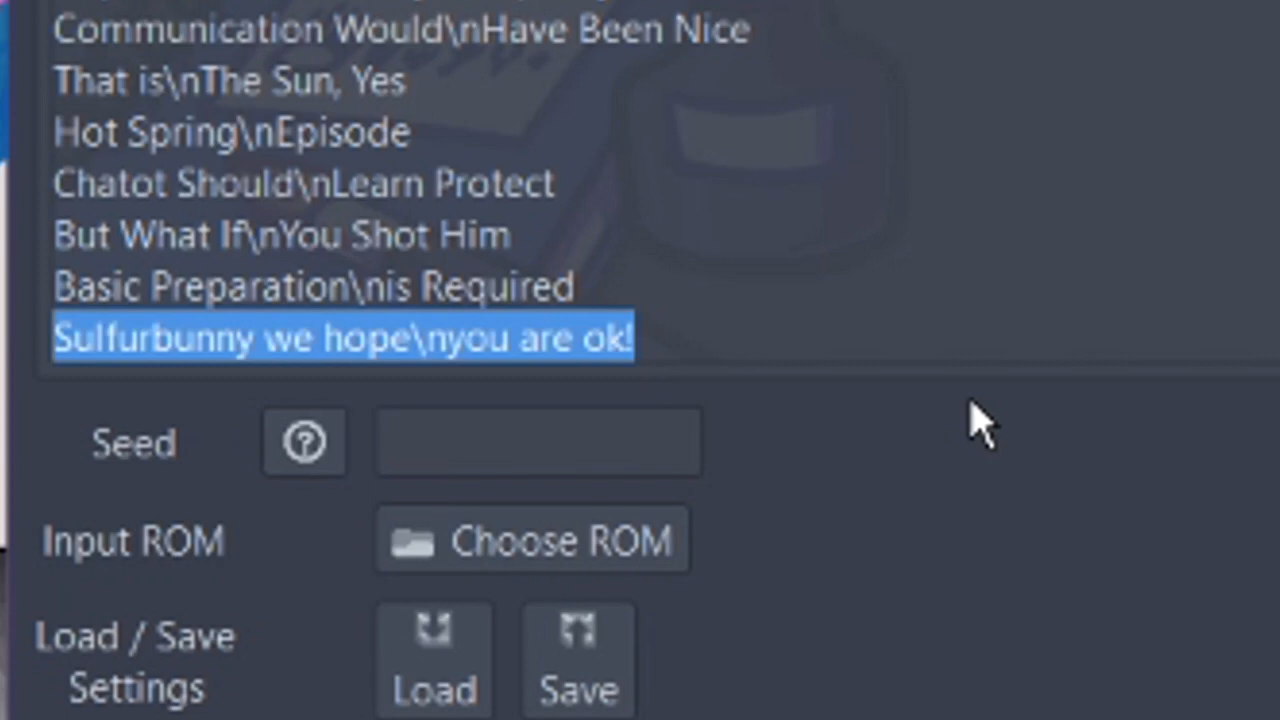 Communication Would\nHave Been Nice
That is\nThe Sun, Yes
Hot Spring\nEpisode
Chatot Should\nLearn Protect
But What If\nYou Shot Him
Basic Preparation\nis Required
Sulfurbunny we hope\nyou are ok!
Seed
Input ROM
Choose ROM
Load / Save
Settings
Load
Save